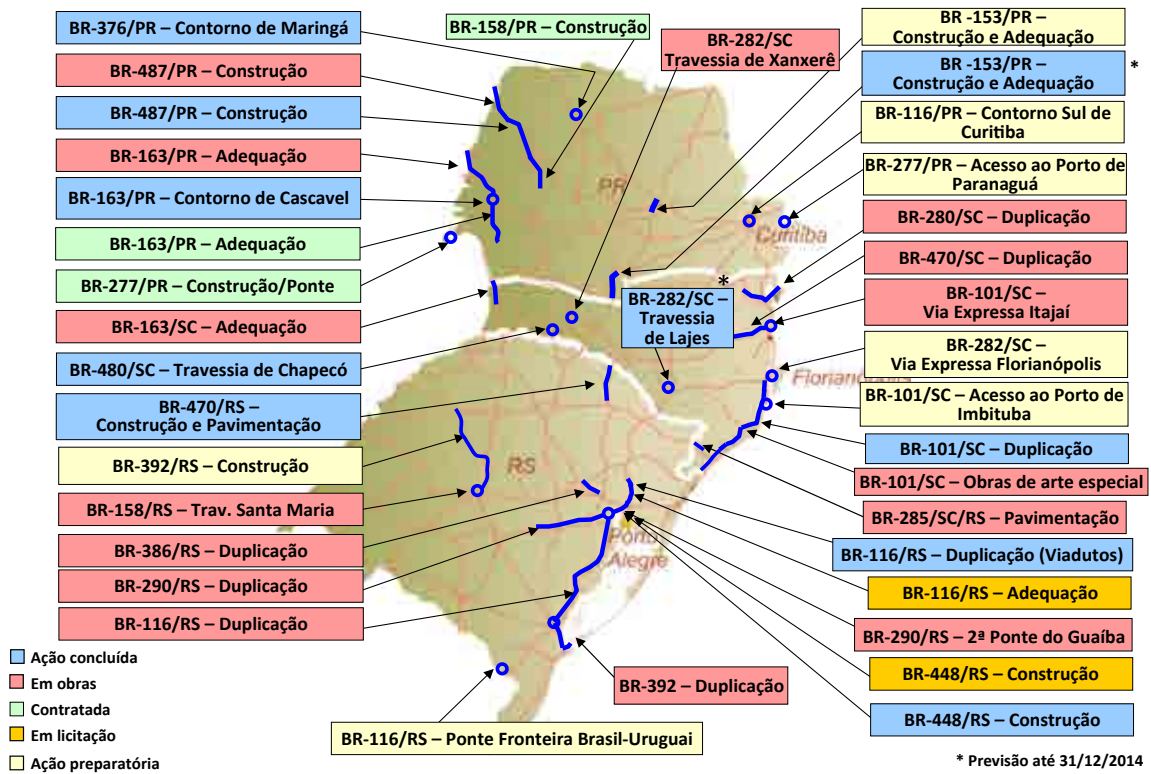 BR-376/PR – Contorno de Maringá
BR-487/PR – Construção
BR-487/PR – Construção
BR-163/PR – Adequação
BR-163/PR – Contorno de Cascavel
BR-163/PR – Adequação
BR-277/PR – Construção/Ponte
BR-163/SC – Adequação
BR-480/SC – Travessia de Chapecó
BR-470/RS –
Construção e Pavimentação
BR-392/RS – Construção
BR-158/RS – Trav. Santa Maria
BR-386/RS – Duplicação
BR-290/RS – Duplicação
BR-116/RS – Duplicação
BR-158/PR – Construção
BR-282/SC
Travessia de Xanxerê
BR-282/SC –
Travessia
de Lajes
*
BR -153/PR –
Construção e Adequação
BR -153/PR –
Construção e Adequação
*
BR-116/PR – Contorno Sul de
Curitiba
BR-277/PR – Acesso ao Porto de
Paranaguá
BR-280/SC – Duplicação
BR-470/SC – Duplicação
BR-101/SC –
Via Expressa Itajaí
BR-282/SC –
Via Expressa Florianópolis
BR-101/SC – Acesso ao Porto de
Imbituba
BR-101/SC – Duplicação
BR-101/SC – Obras de arte especial
BR-285/SC/RS – Pavimentação
BR-116/RS – Duplicação (Viadutos)
BR-116/RS – Adequação
BR-290/RS – 2ª Ponte do Guaíba
BR-448/RS – Construção
BR-448/RS – Construção
BR-392 – Duplicação
BR-116/RS – Ponte Fronteira Brasil-Uruguai
PR
Curitiba
Florianópolis
RS
Porto
Alegre
Ação concluída
Em obras
Contratada
Em licitação
Ação preparatória
* Previsão até 31/12/2014